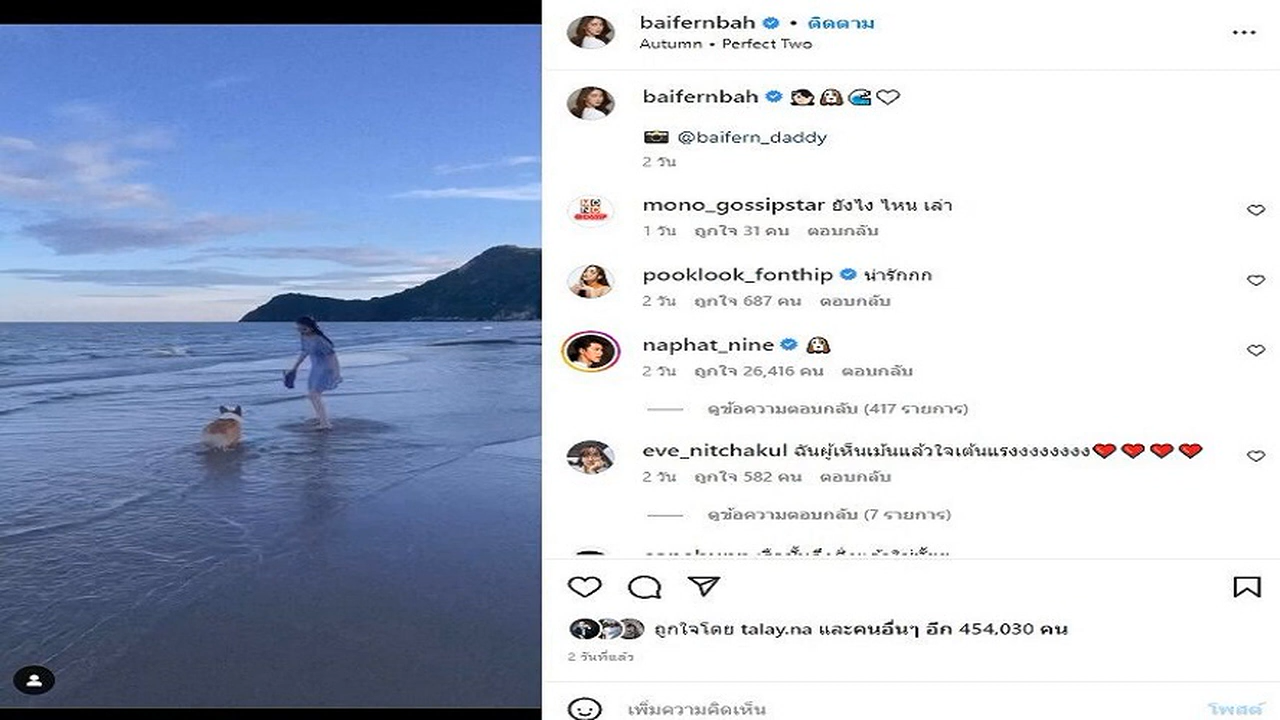 baifernbah • ติดตาม
Autumn • Perfect Two
baifernbah 👩🏻🐶🌊🤍
📸 @baifern_daddy
2 วัน
mono_gossipstar ยังไง ไหน เล่า
1 วัน ถูกใจ 31 คน ตอบกลับ
pooklook_fonthip น่ารักกก
2 วัน ถูกใจ 687 คน ตอบกลับ
naphat_nine 🐶
2 วัน ถูกใจ 26,416 คน ตอบกลับ
ดูข้อความตอบกลับ (417 รายการ)
eve_nitchakul ฉันผู้เห็นเม้นแล้วใจเต้นแรงงงงงงงงง❤️❤️❤️❤️
2 วัน ถูกใจ 582 คน ตอบกลับ
ดูข้อความตอบกลับ (7 รายการ)
ถูกใจโดย talay.na และคนอื่นๆ อีก 454,030 คน
2 วันที่แล้ว
เพิ่มความคิดเห็น
โพสต์